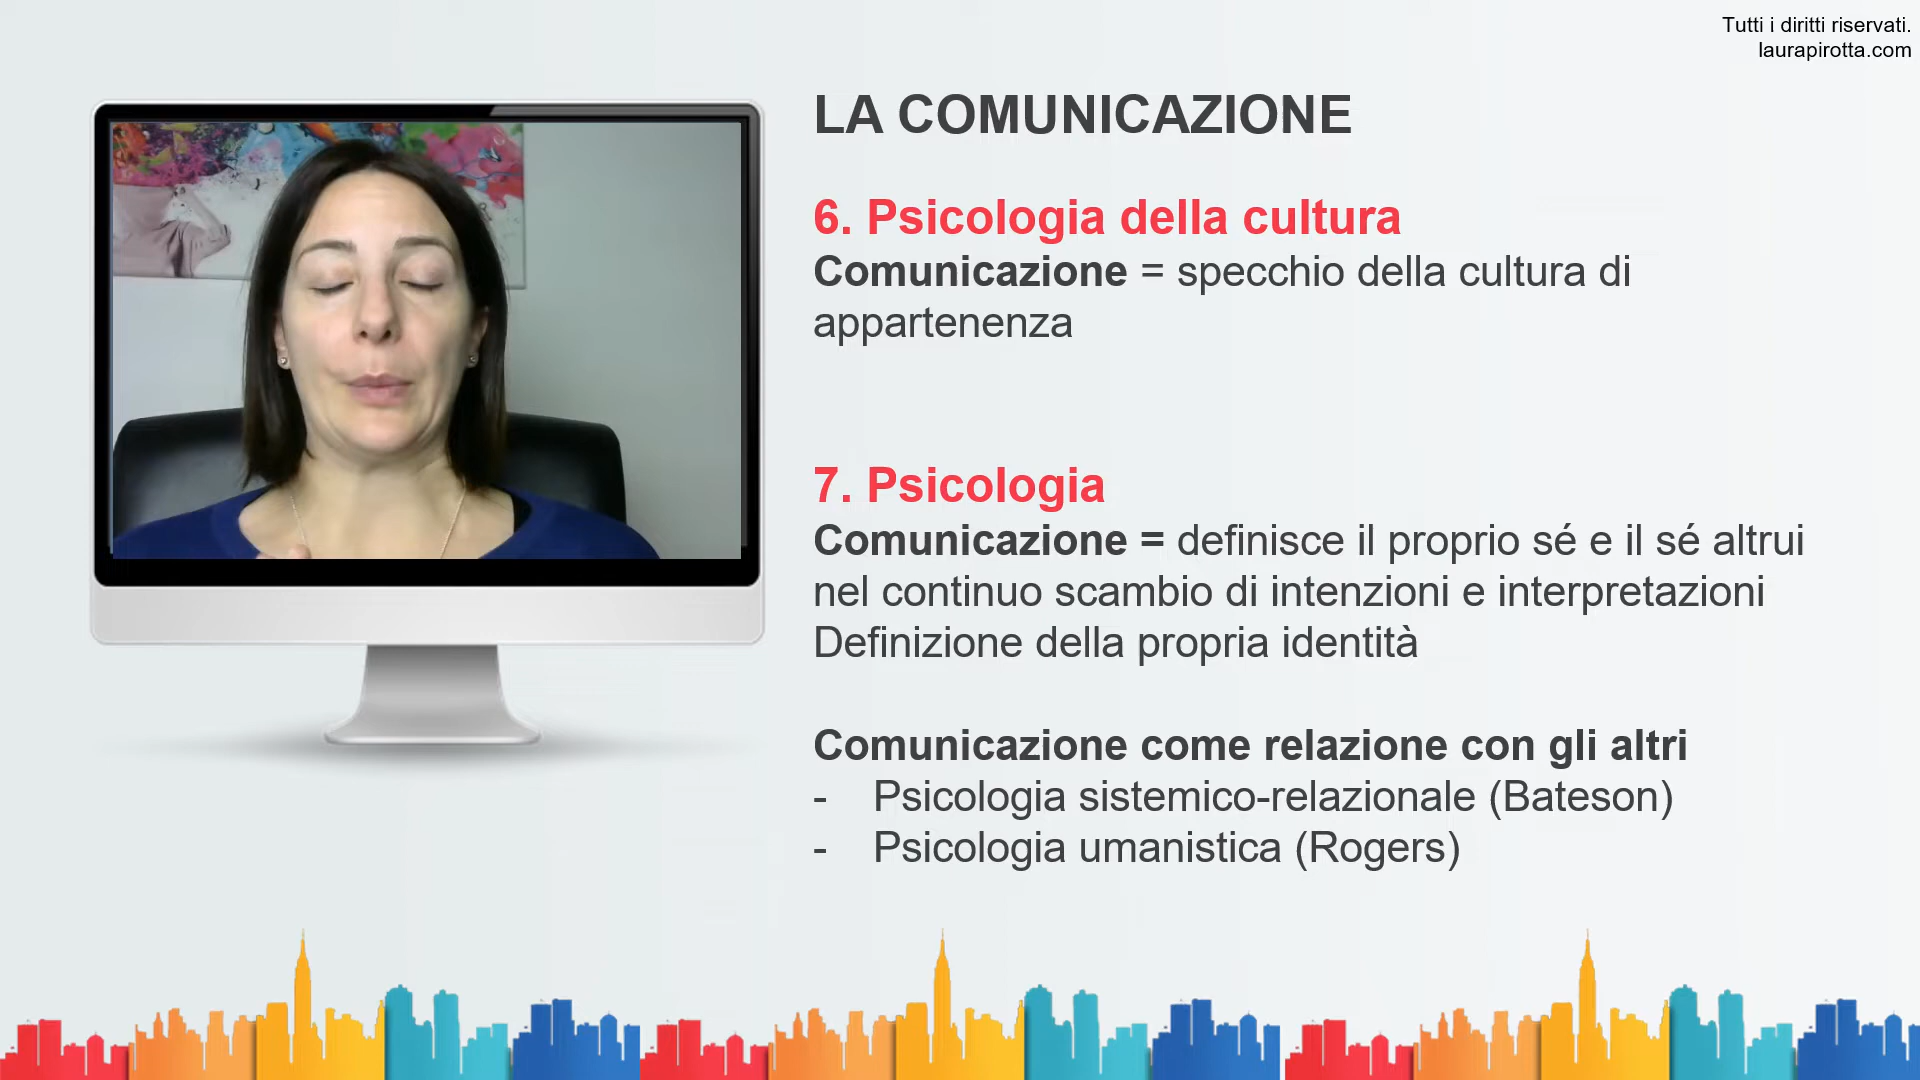 Tutti i diritti riservati.
laurapirotta.com
LA COMUNICAZIONE
6. Psicologia della cultura
Comunicazione = specchio della cultura di
appartenenza
7. Psicologia
Comunicazione = definisce il proprio sé e il sé altrui
nel continuo scambio di intenzioni e interpretazioni
Definizione della propria identità
Comunicazione come relazione con gli altri
- Psicologia sistemico-relazionale (Bateson)
- Psicologia umanistica (Rogers)